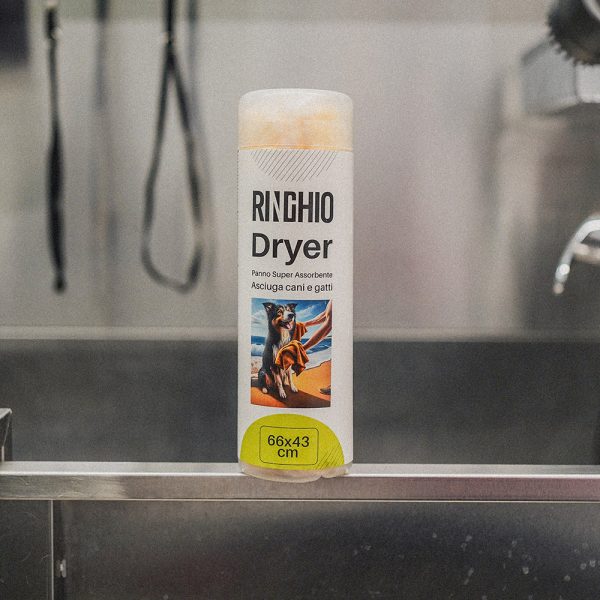 RINGHIO
Dryer
Panno Super Assorbente
Asciuga cani e gatti
66x43
cm